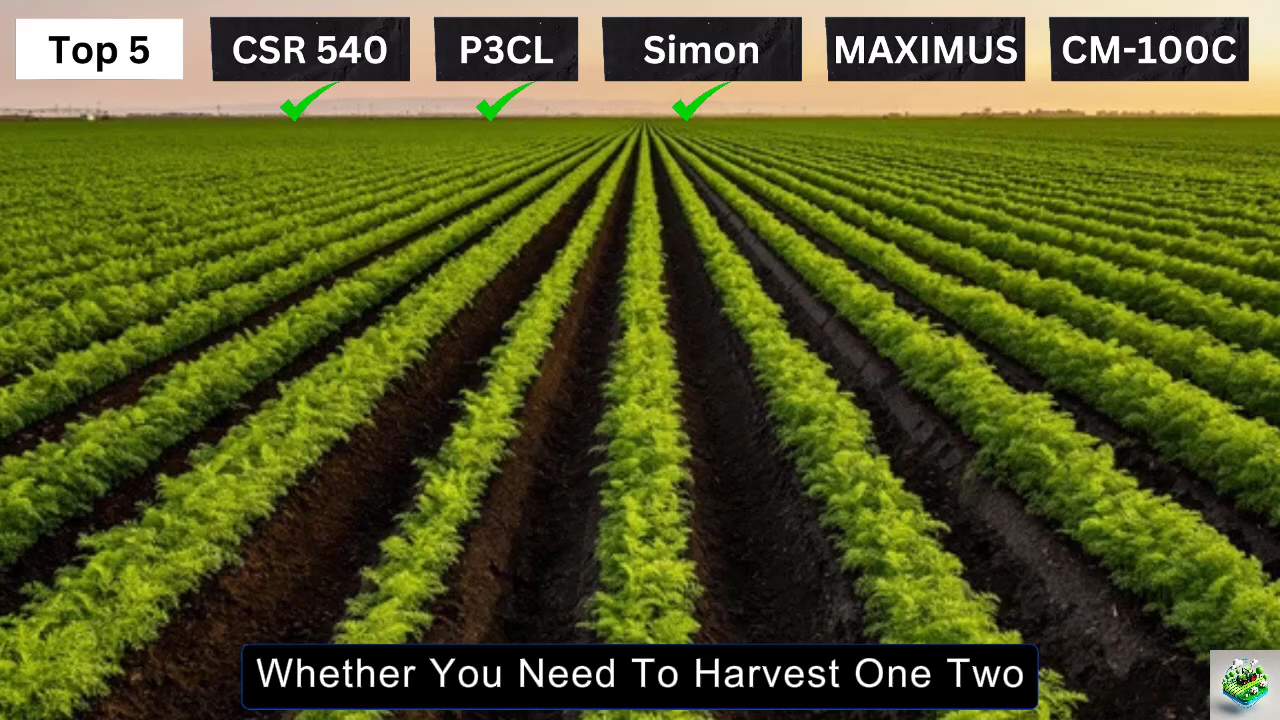 Top 5
CSR 540
P3CL
Simon
MAXIMUS
CM-100C
Whether You Need To Harvest One Two